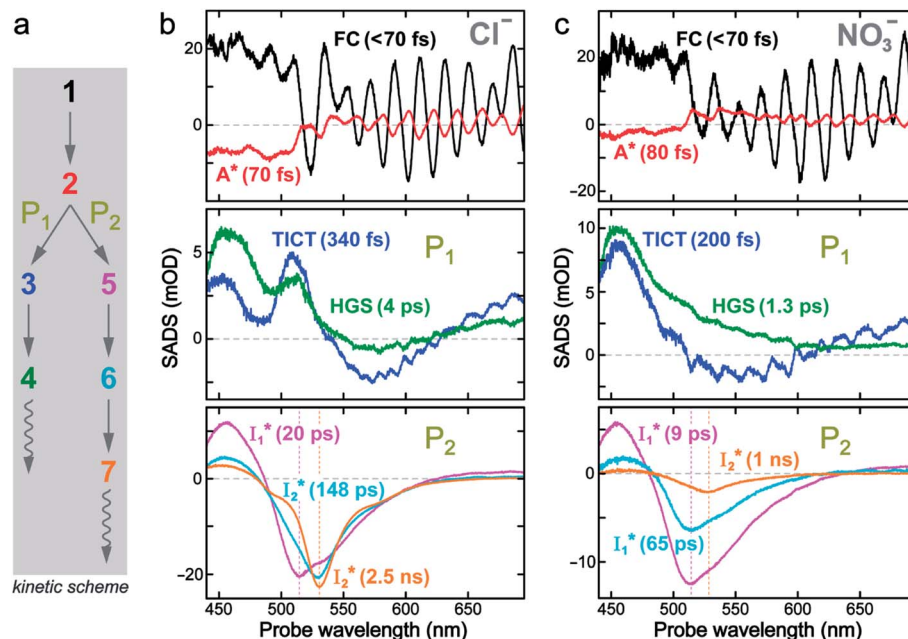 a
1
2
P₁ P₂
3 5
4 6
7
kinetic scheme
b
Cl⁻
FC (<70 fs)
A* (70 fs)
20
0
TICT (340 fs)
P₁
HGS (4 ps)
5
0
SADS (mOD)
P₂
I₁* (20 ps)
I₂* (148 ps)
I₂* (2.5 ns)
0
−20
450 500 550 600 650
Probe wavelength (nm)
c
NO₃⁻
FC (<70 fs)
A* (80 fs)
20
0
−20
TICT (200 fs)
P₁
HGS (1.3 ps)
10
5
0
SADS (mOD)
P₂
I₁* (9 ps)
I₂* (1 ns)
I₁* (65 ps)
0
−10
450 500 550 600 650
Probe wavelength (nm)